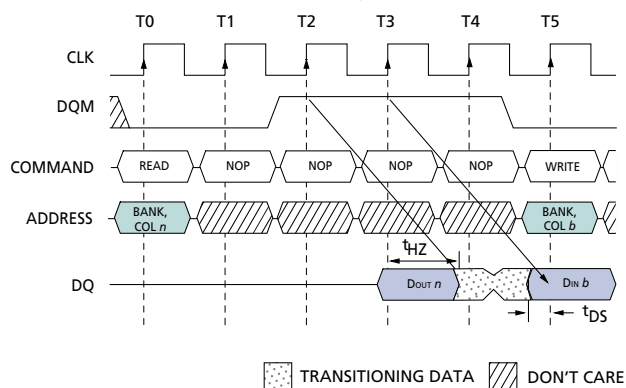 T0 T1 T2 T3 T4 T5
CLK
DQM
COMMAND READ NOP NOP NOP NOP WRITE
ADDRESS BANK, COL n BANK, COL b
tHZ
DQ DOUT n DIN b
tDS
TRANSITIONING DATA DON'T CARE